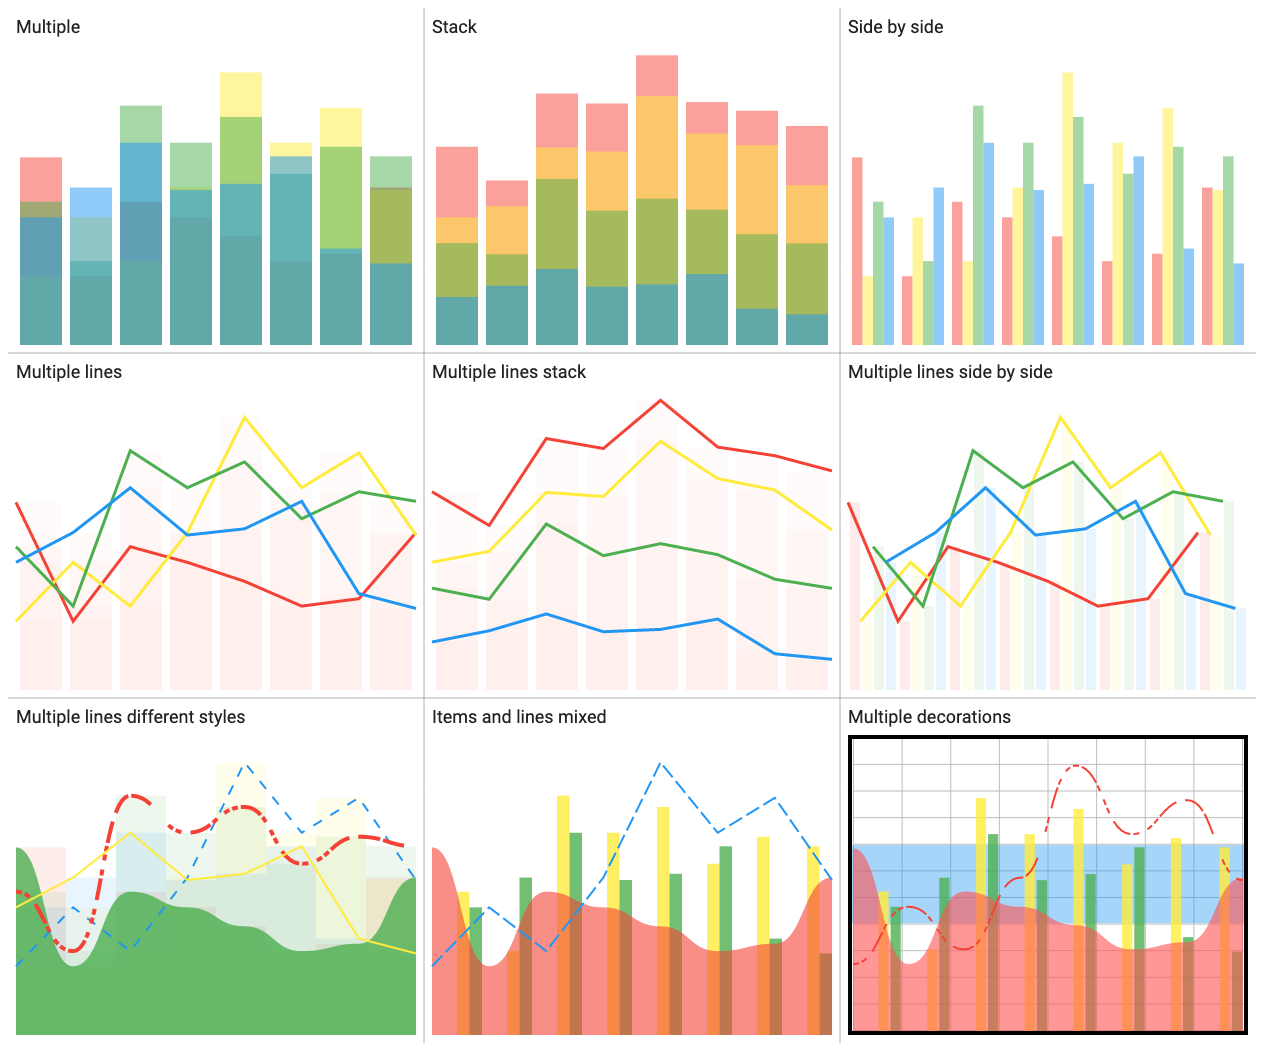 Multiple
Stack
Side by side
Multiple lines
Multiple lines stack
Multiple lines side by side
Multiple lines different styles
Items and lines mixed
Multiple decorations